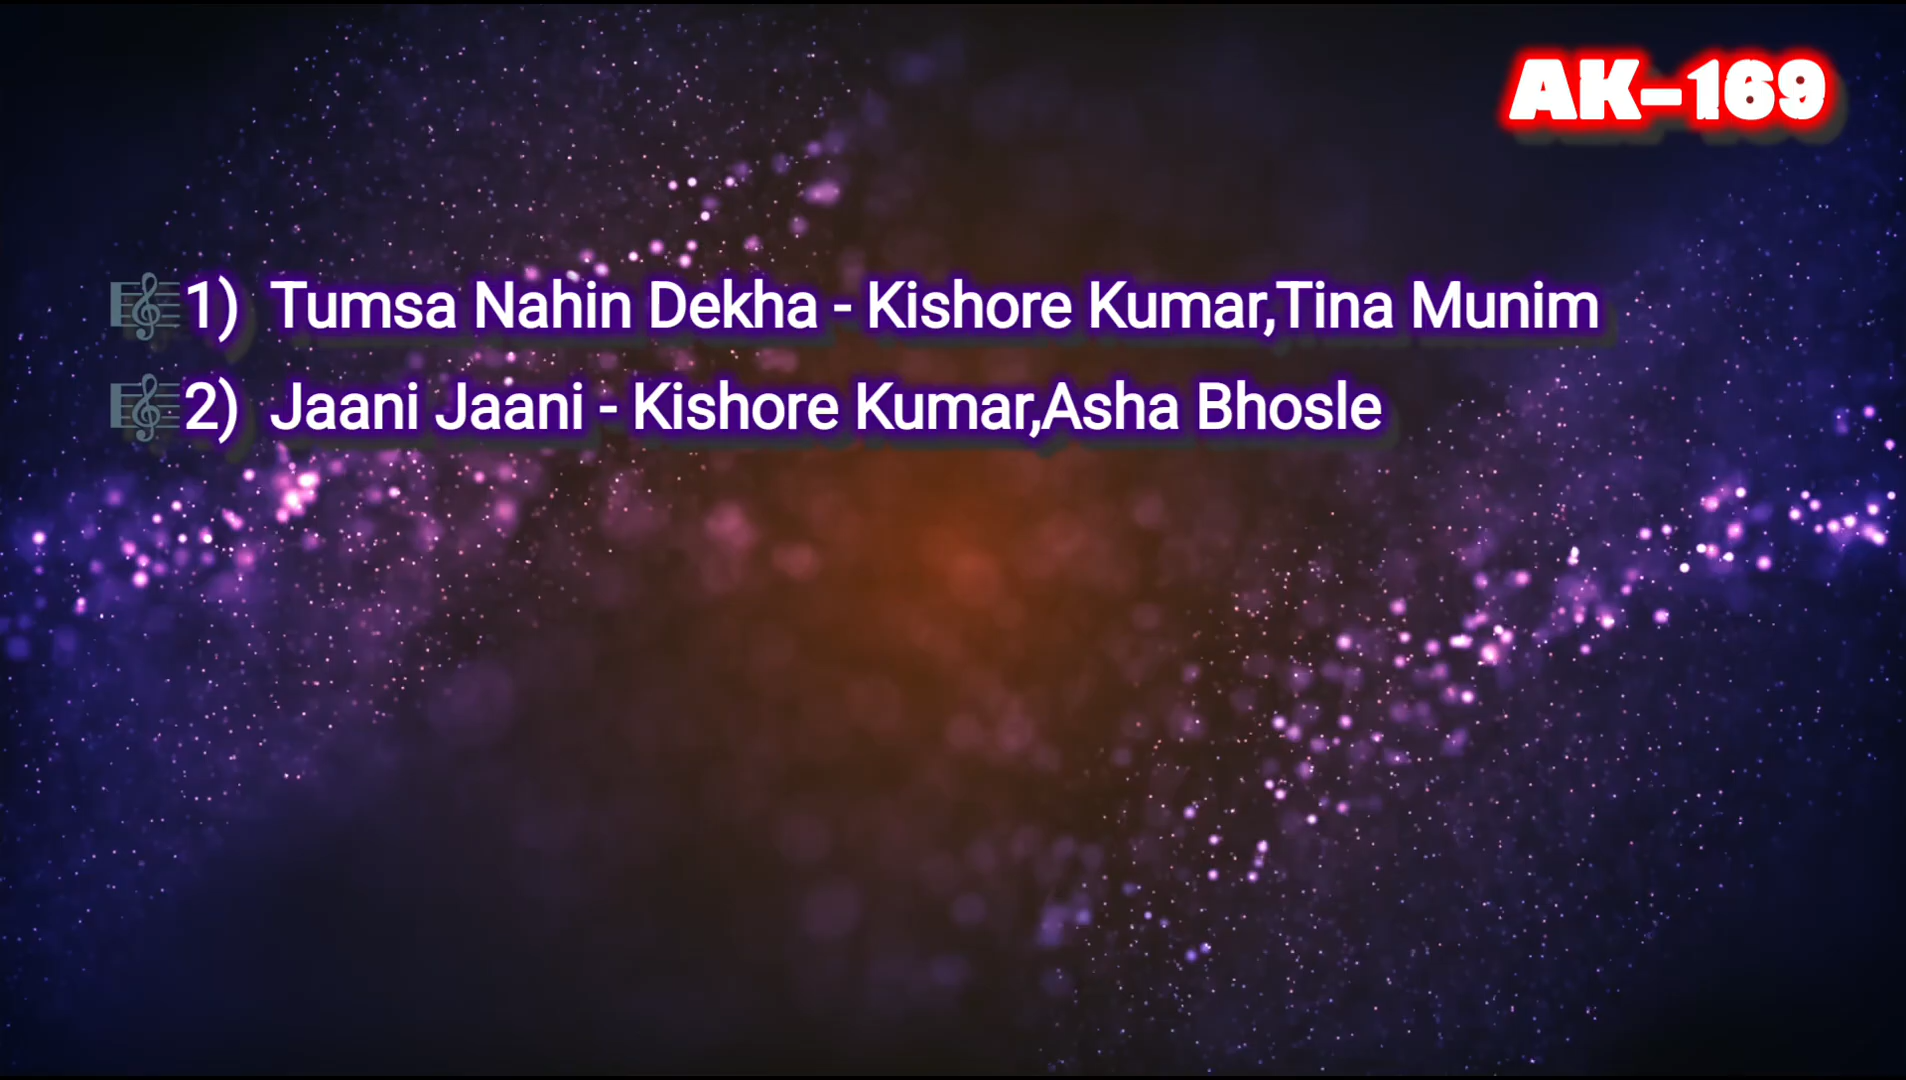 AK-169
🎼1) Tumsa Nahin Dekha - Kishore Kumar,Tina Munim
🎼2) Jaani Jaani - Kishore Kumar,Asha Bhosle